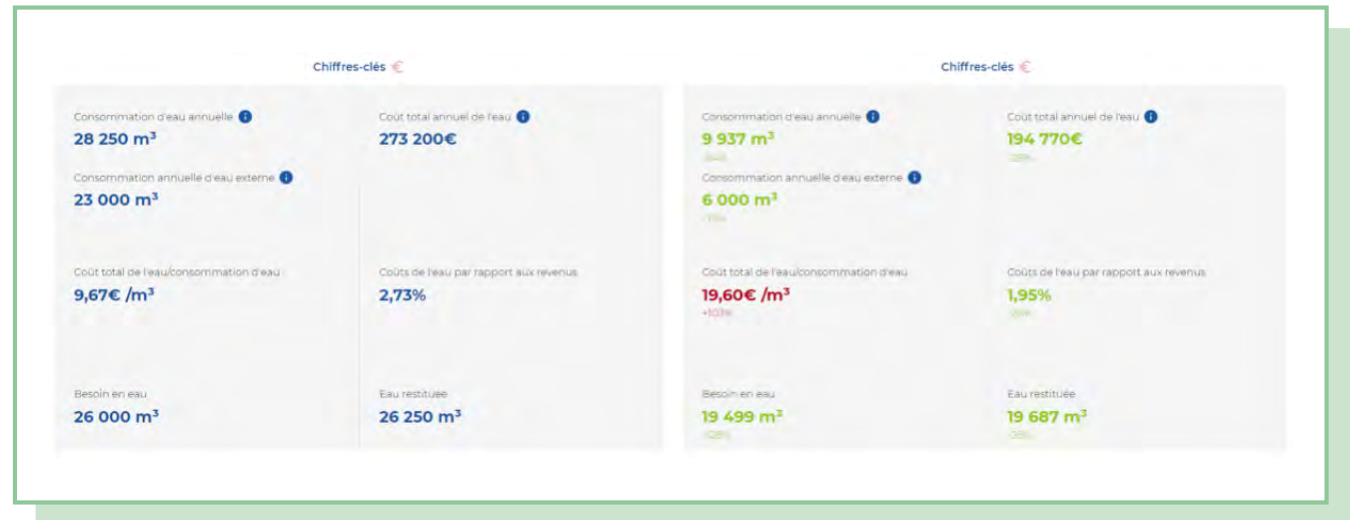 Chiffres-clés €
Consommation d'eau annuelle
28 250 m³
Coût total annuel de l'eau
273 200€
Consommation annuelle d'eau externe
23 000 m³
Coût total de l'eau/consommation d'eau
9,67€ /m³
Coûts de l'eau par rapport aux revenus
2,73%
Besoin en eau
26 000 m³
Eau restituée
26 250 m³
Chiffres-clés €
Consommation d'eau annuelle
9 937 m³
Coût total annuel de l'eau
194 770€
Consommation annuelle d'eau externe
6 000 m³
Coût total de l'eau/consommation d'eau
19,60€ /m³
+103%
Coûts de l'eau par rapport aux revenus
1,95%
Besoin en eau
19 499 m³
Eau restituée
19 687 m³